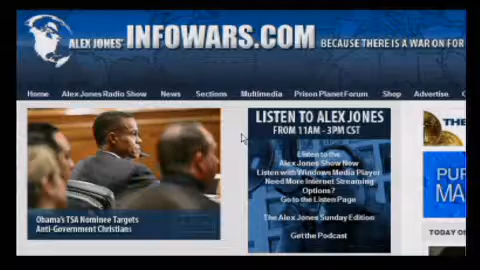 ALEX JONES' INFOWARS.COM BECAUSE THERE IS A WAR ON FOR
Home Alex Jones Radio Show News Sections Multimedia Prison Planet Forum Shop Advertise
LISTEN TO ALEX JONES
FROM 11AM - 3PM CST
Listen to the
Alex Jones Show Now
Listen with Windows Media Player
Need More Internet Streaming
Options?
Go to the Listen Page
The Alex Jones Sunday Edition
Get the Podcast
Obama's TSA Nominee Targets
Anti-Government Christians
THE
PUR
MA
TODAY ON